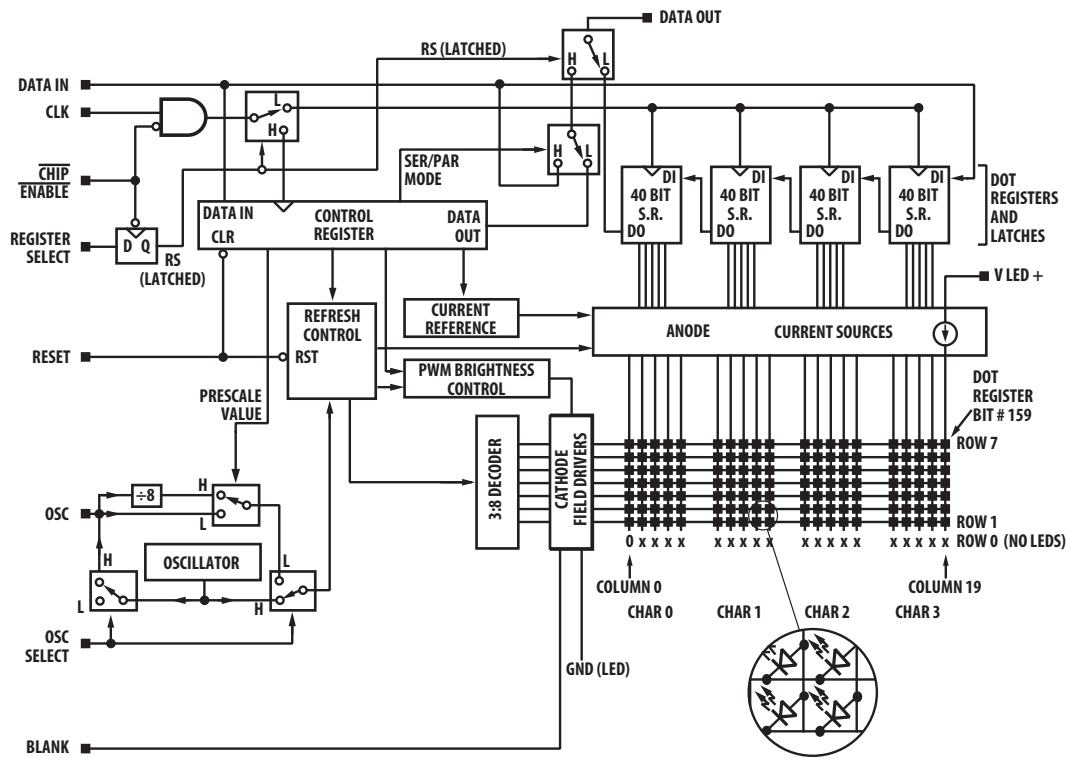 DATA OUT
RS (LATCHED)
H
L
DATA IN
CLK
L
H
H
L
CHIP
ENABLE
SER/PAR
MODE
DI
40 BIT
S.R.
DO
DI
40 BIT
S.R.
DO
DI
40 BIT
S.R.
DO
DI
40 BIT
S.R.
DO
DOT
REGISTERS
AND
LATCHES
DATA IN
CONTROL
REGISTER
DATA
OUT
CLR
REGISTER
SELECT
D Q
RS
(LATCHED)
V LED +
CURRENT
REFERENCE
REFRESH
CONTROL
RST
ANODE
CURRENT SOURCES
RESET
PWM BRIGHTNESS
CONTROL
DOT
REGISTER
BIT # 159
PRESCALE
VALUE
3:8 DECODER
CATHODE
FIELD DRIVERS
ROW 7
÷8
H
L
OSC
ROW 1
0 x x x x x x x x x x x x x x x x x x x
ROW 0 (NO LEDS)
H
OSCILLATOR
L
L
H
COLUMN 0
COLUMN 19
CHAR 0
CHAR 1
CHAR 2
CHAR 3
OSC
SELECT
GND (LED)
BLANK